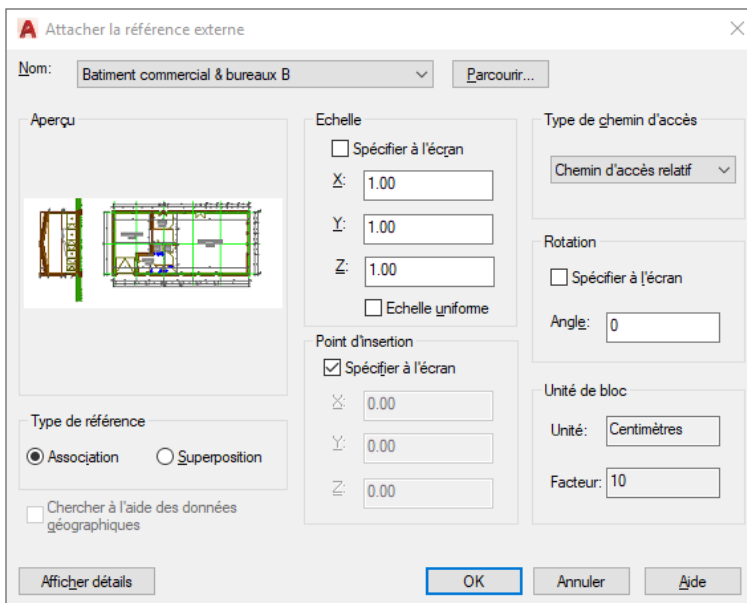 Attacher la référence externe
Nom:
Batiment commercial & bureaux B
Parcourir...
Aperçu
Type de référence
Association
Superposition
Chercher à l'aide des données
géographiques
Echelle
Spécifier à l'écran
X:
1.00
Y:
1.00
Z:
1.00
Echelle uniforme
Point d'insertion
Spécifier à l'écran
X:
0.00
Y:
0.00
Z:
0.00
Type de chemin d'accès
Chemin d'accès relatif
Rotation
Spécifier à l'écran
Angle:
0
Unité de bloc
Unité:
Centimètres
Facteur:
10
Afficher détails
OK
Annuler
Aide